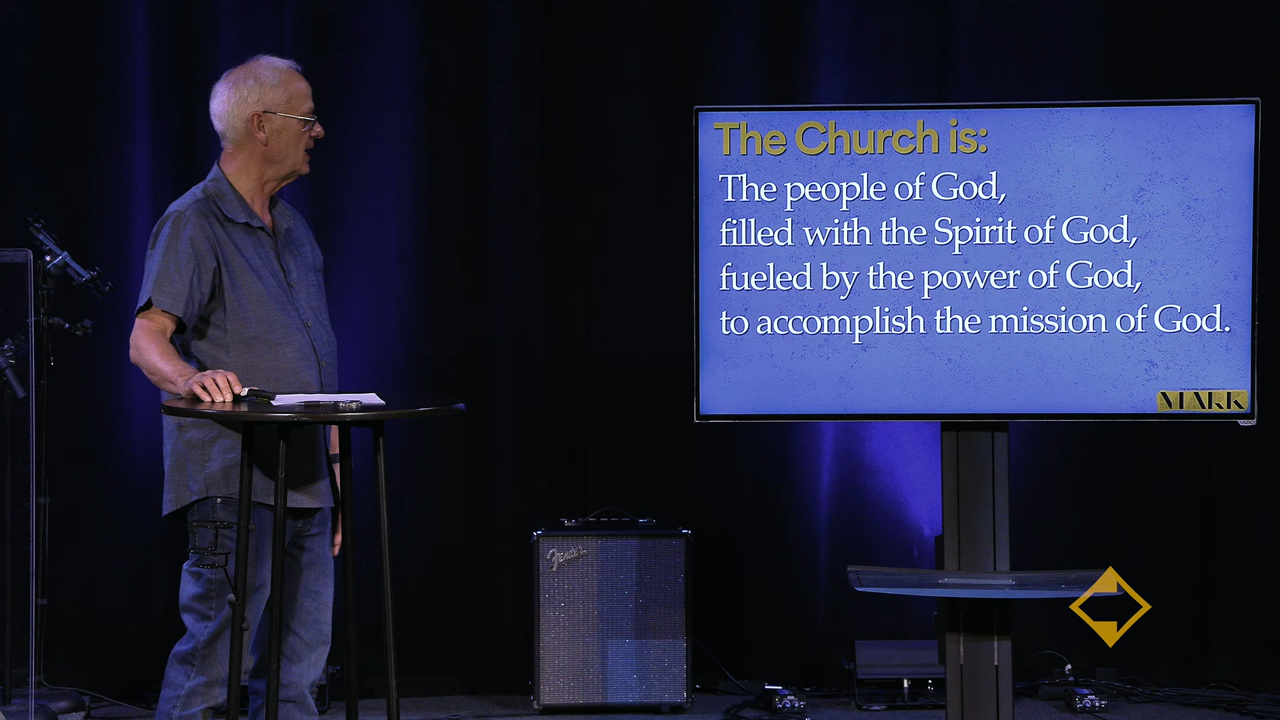 The Church is:
The people of God,
filled with the Spirit of God,
fueled by the power of God,
to accomplish the mission of God.
MARK
Fender